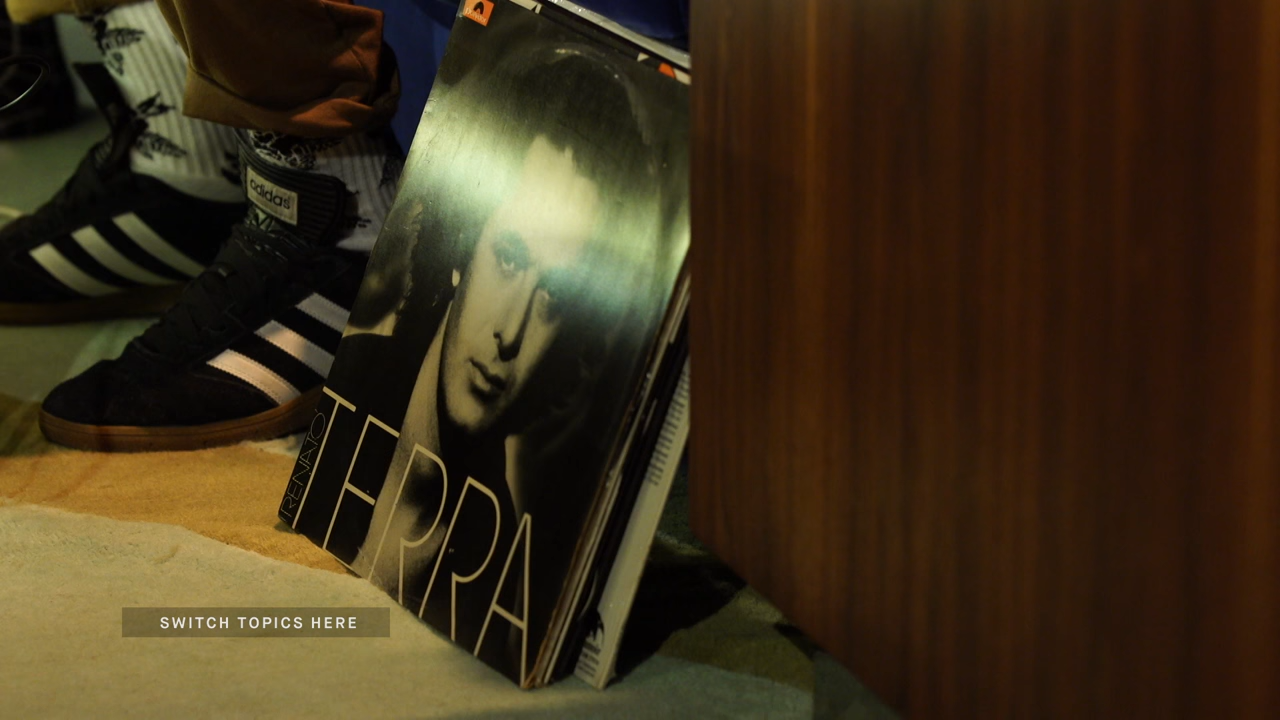 adidas
RENATO
TERRA
SWITCH TOPICS HERE